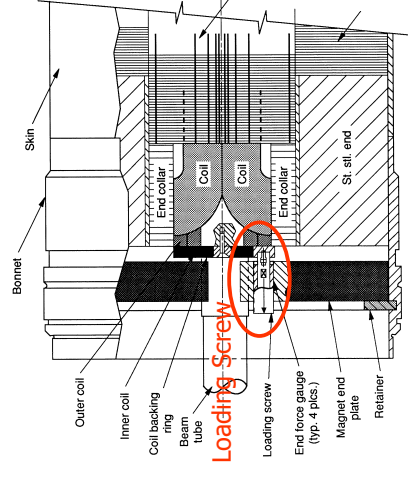 Skin
Bonnet
End collar
Coil
Coil
End collar
St. stl. end
Outer coil
Inner coil
Coil backing
ring
Beam
tube
Loading Screw
Loading screw
End force gauge
(typ. 4 plcs.)
Magnet end
plate
Retainer